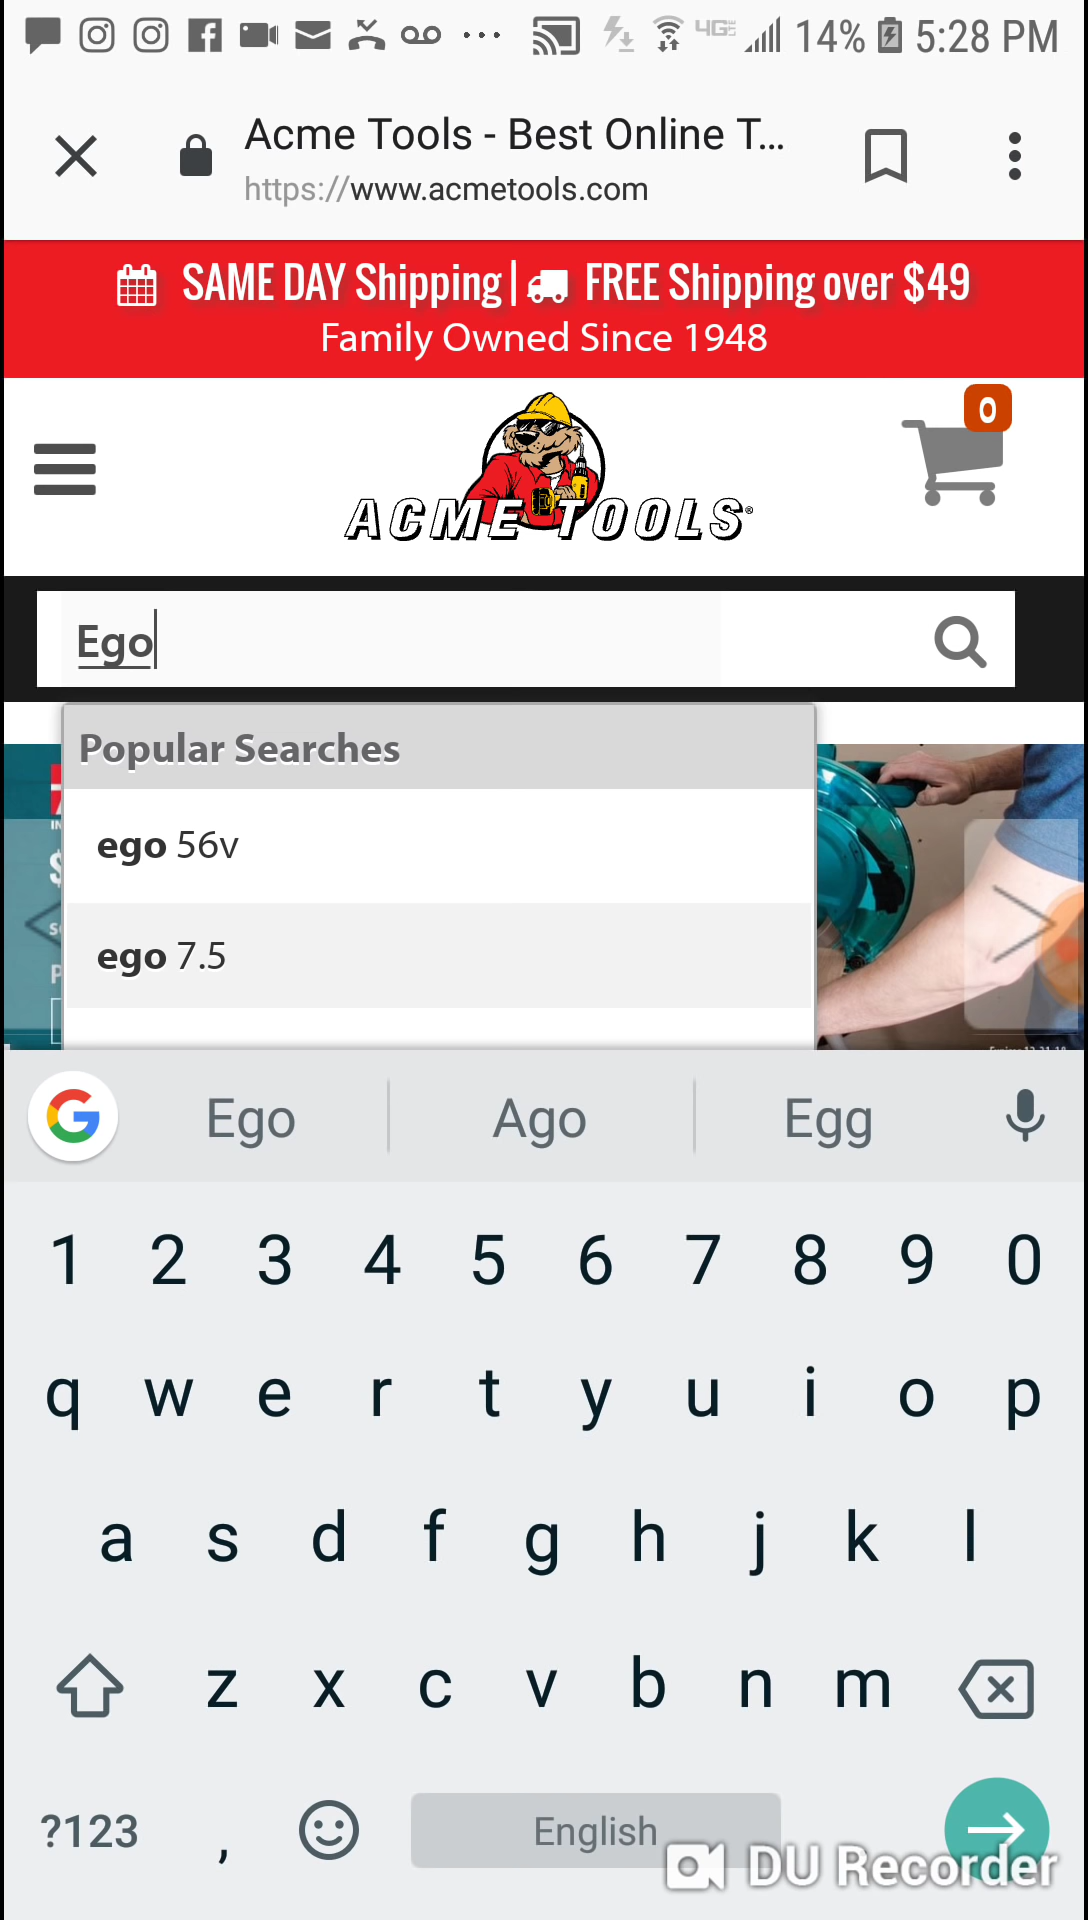 4GE 14% 5:28 PM
Acme Tools - Best Online T...
https://www.acmetools.com
SAME DAY Shipping | FREE Shipping over $49
Family Owned Since 1948
0
ACME TOOLS®
Ego
Popular Searches
ego 56v
ego 7.5
Ego Ago Egg
1 2 3 4 5 6 7 8 9 0
q w e r t y u i o p
a s d f g h j k l
z x c v b n m
?123 , English
DU Recorder